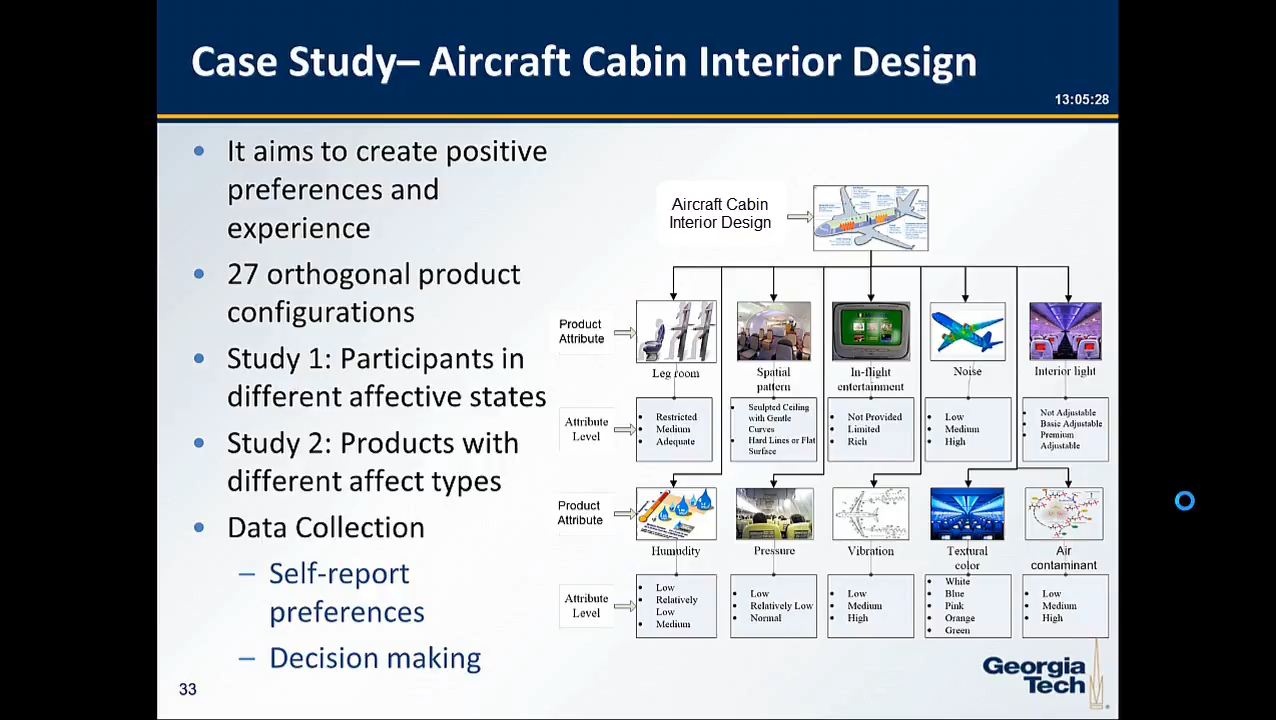 Case Study– Aircraft Cabin Interior Design
13:05:28
It aims to create positive
preferences and
experience
27 orthogonal product
configurations
Study 1: Participants in
different affective states
Study 2: Products with
different affect types
Data Collection
– Self-report
preferences
– Decision making
Aircraft Cabin
Interior Design
Product
Attribute
Leg room
Spatial
pattern
In-flight
entertainment
Noise
Interior light
Attribute
Level
Restricted
Medium
Adequate
Sculpted Ceiling
with Gentle
Curves
Hard Lines or Flat
Surface
Not Provided
Limited
Rich
Low
Medium
High
Not Adjustable
Basic Adjustable
Premium
Adjustable
Product
Attribute
Humudity
Pressure
Vibration
Textural
color
Air
contaminant
Attribute
Level
Low
Relatively
Low
Medium
Low
Relatively Low
Normal
Low
Medium
High
White
Blue
Pink
Orange
Green
Low
Medium
High
33
Georgia
Tech